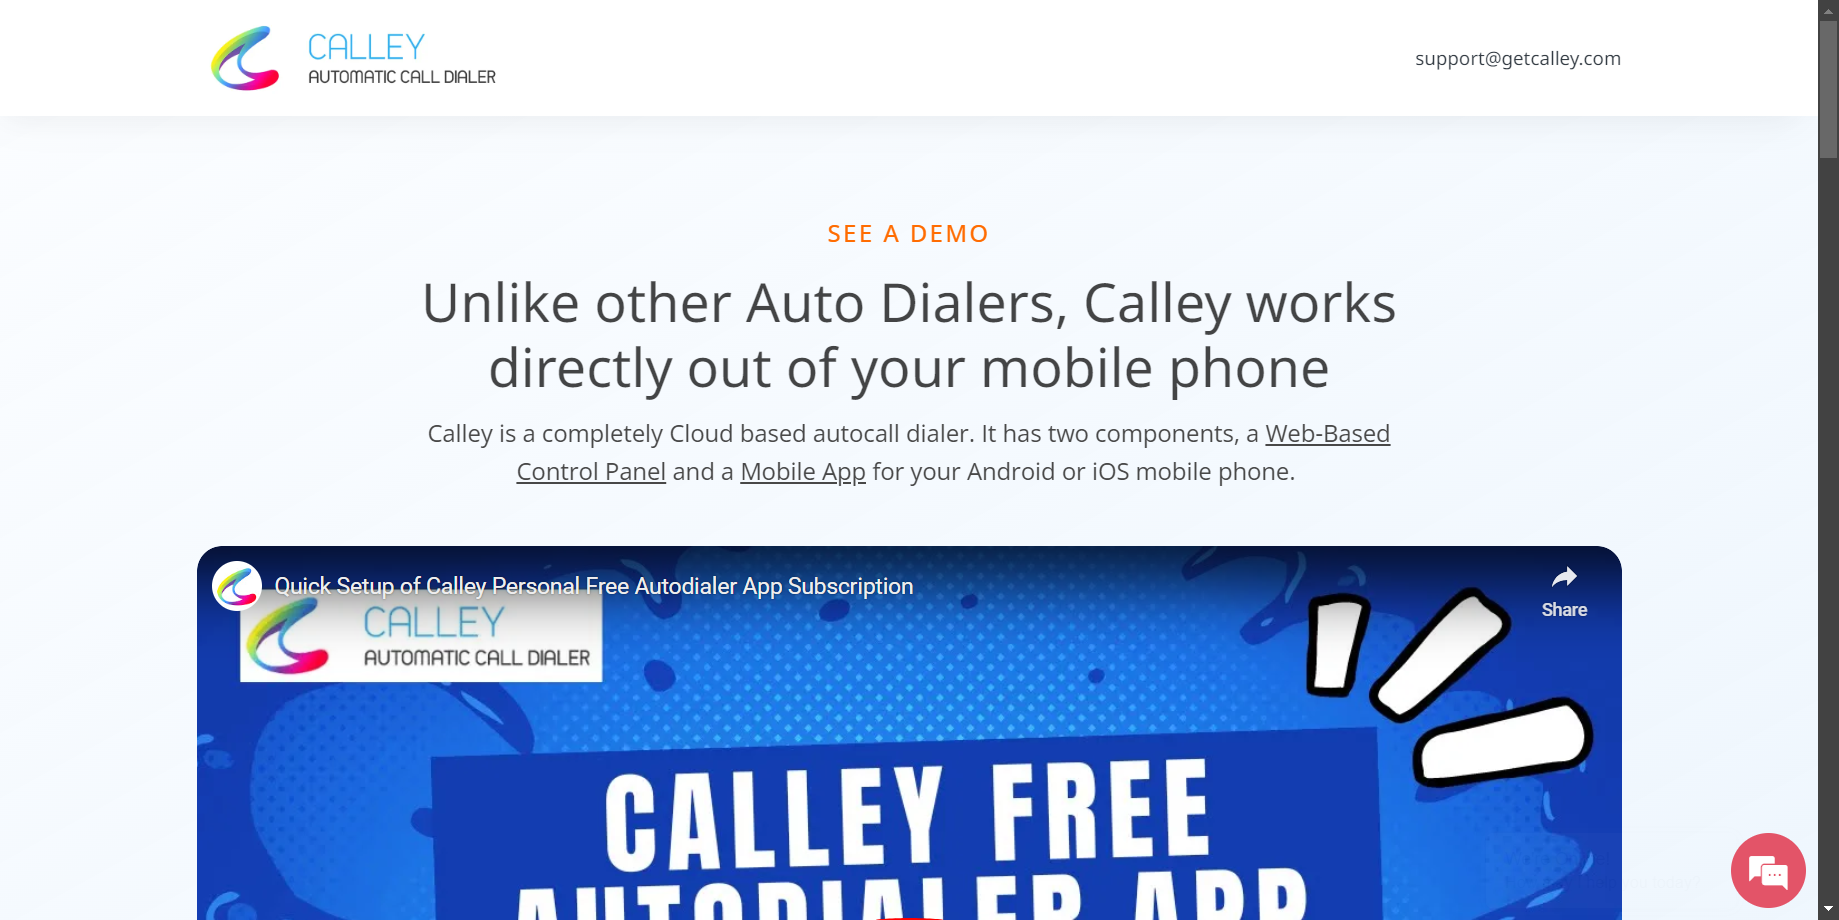 CALLEY
AUTOMATIC CALL DIALER
support@getcalley.com
SEE A DEMO
Unlike other Auto Dialers, Calley works
directly out of your mobile phone
Calley is a completely Cloud based autocall dialer. It has two components, a Web-Based
Control Panel and a Mobile App for your Android or iOS mobile phone.
Quick Setup of Calley Personal Free Autodialer App Subscription
Share
CALLEY
AUTOMATIC CALL DIALER
CALLEY FREE
AUTODIALER APP